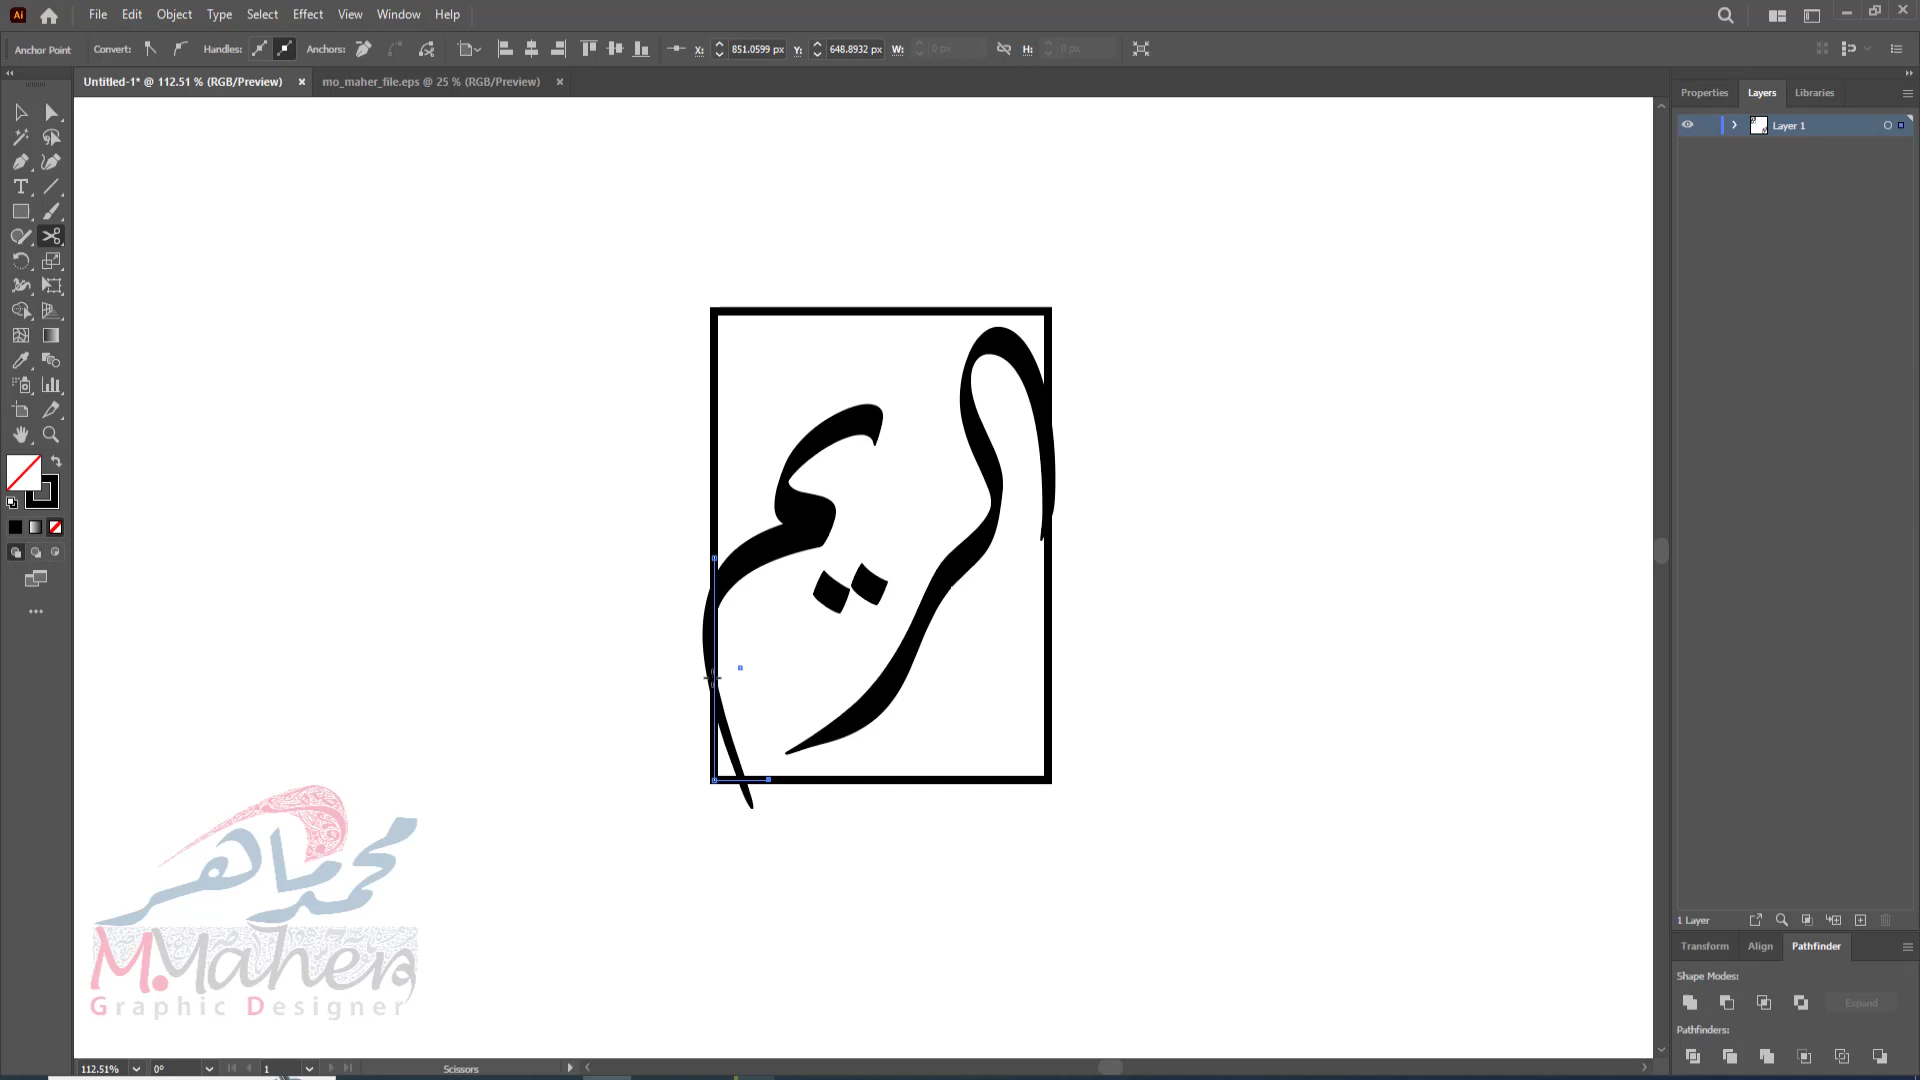 File Edit Object Type Select Effect View Window Help
Anchor Point Convert: Handles: Anchors: X: 851.0599 px Y: 648.8932 px W: 0 px H: 0 px
Untitled-1* @ 112.51 % (RGB/Preview) × mo_maher_file.eps @ 25 % (RGB/Preview) ×
Properties Layers Libraries
Layer 1
محمد ماهر
M.Maher
Graphic Designer
1 Layer
Transform Align Pathfinder
Shape Modes:
Expand
Pathfinders:
112.51% 0° 1 Scissors